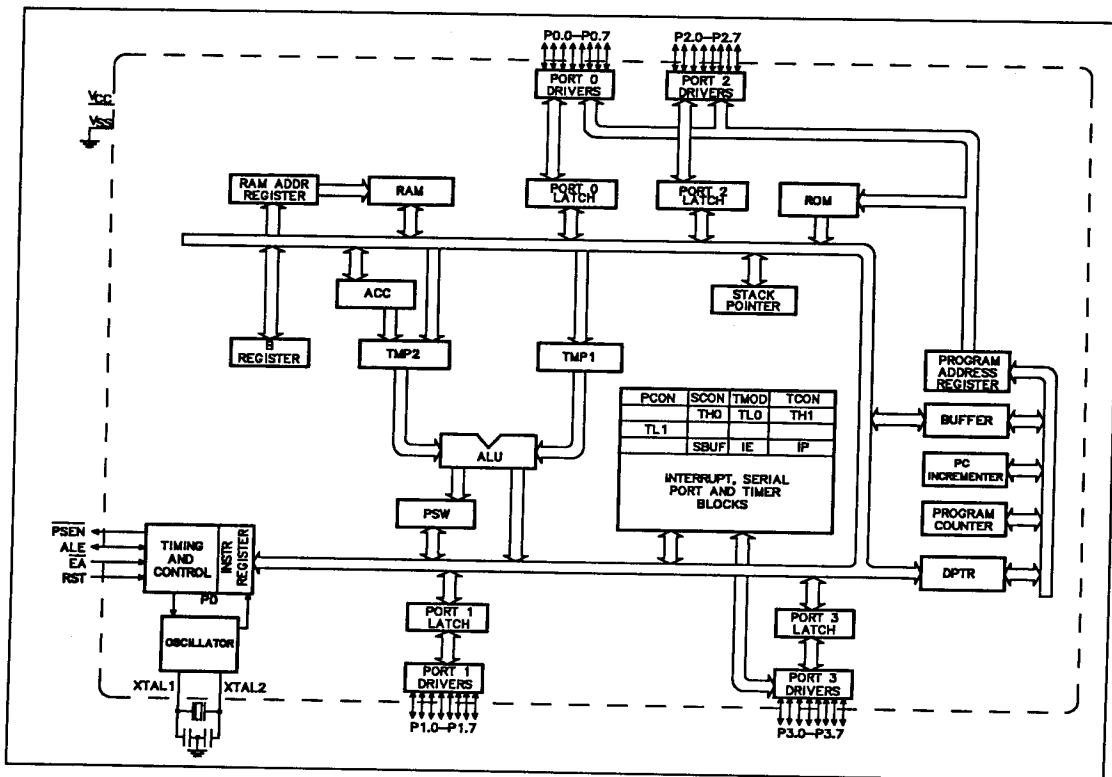 P0.0–P0.7
P2.0–P2.7
PORT 0
DRIVERS
PORT 2
DRIVERS
VCC
VSS
RAM ADDR
REGISTER
RAM
PORT 0
LATCH
PORT 2
LATCH
ROM
ACC
STACK
POINTER
B
REGISTER
TMP2
TMP1
PROGRAM
ADDRESS
REGISTER
PCON SCON TMOD TCON
TH0 TL0 TH1
TL1
SBUF IE IP
INTERRUPT, SERIAL
PORT AND TIMER
BLOCKS
BUFFER
ALU
PC
INCREMENTER
PSW
PROGRAM
COUNTER
PSEN
ALE
EA
RST
TIMING
AND
CONTROL
INSTR
REGISTER
DPTR
PD
OSCILLATOR
PORT 1
LATCH
PORT 3
LATCH
XTAL1
XTAL2
PORT 1
DRIVERS
PORT 3
DRIVERS
P1.0–P1.7
P3.0–P3.7